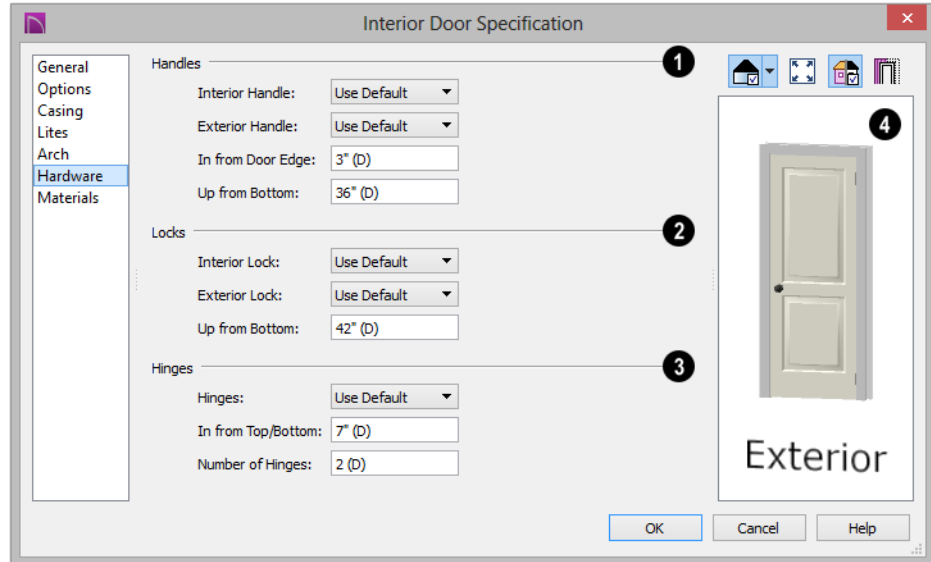 Interior Door Specification
General
Options
Casing
Lites
Arch
Hardware
Materials
Handles 1
Interior Handle: Use Default
Exterior Handle: Use Default
In from Door Edge: 3" (D)
Up from Bottom: 36" (D)
Locks 2
Interior Lock: Use Default
Exterior Lock: Use Default
Up from Bottom: 42" (D)
Hinges 3
Hinges: Use Default
In from Top/Bottom: 7" (D)
Number of Hinges: 2 (D)
4
Exterior
OK Cancel Help